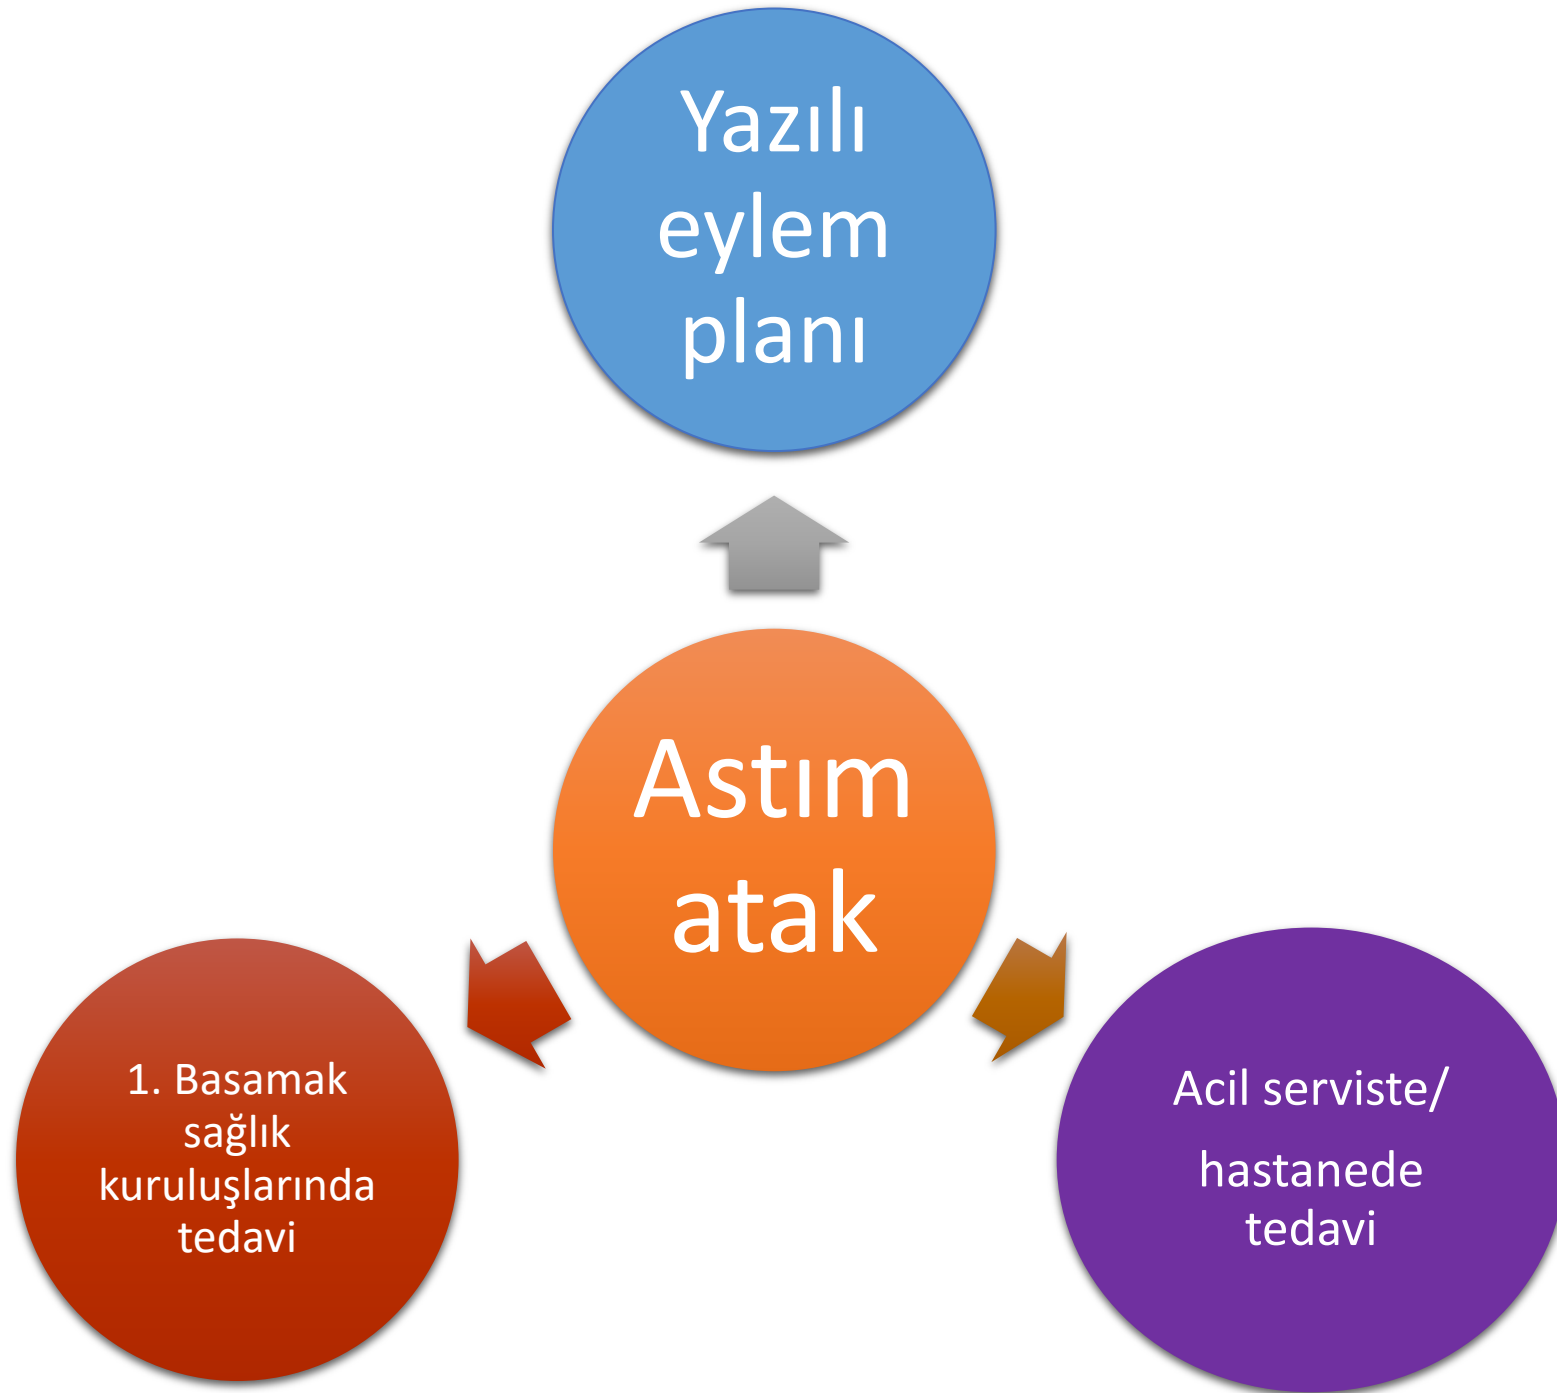 Yazılı
eylem
planı
Astım
atak
1. Basamak
sağlık
kuruluşlarında
tedavi
Acil serviste/
hastanede
tedavi